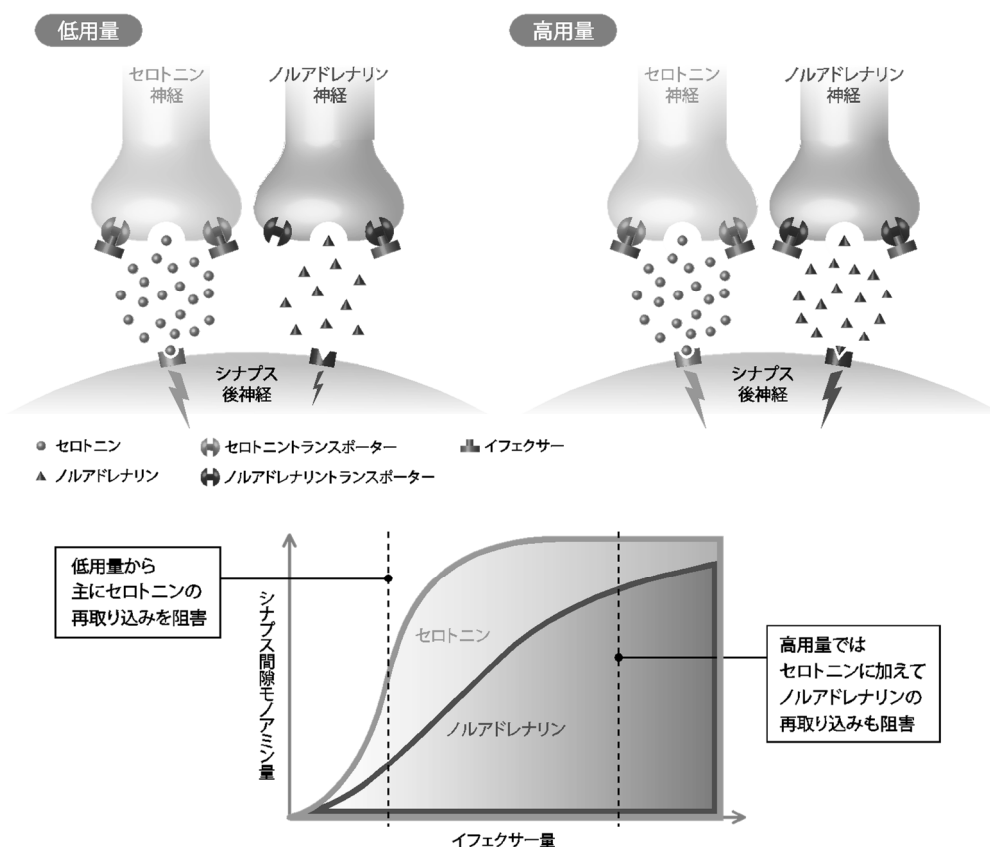 低用量
高用量
セロトニン
神経
ノルアドレナリン
神経
セロトニン
神経
ノルアドレナリン
神経
シナプス
後神経
シナプス
後神経
セロトニン
セロトニントランスポーター
イフェクサー
ノルアドレナリン
ノルアドレナリントランスポーター
低用量から
主にセロトニンの
再取り込みを阻害
シナプス間隙モノアミン量
セロトニン
ノルアドレナリン
高用量では
セロトニンに加えて
ノルアドレナリンの
再取り込みも阻害
イフェクサー量